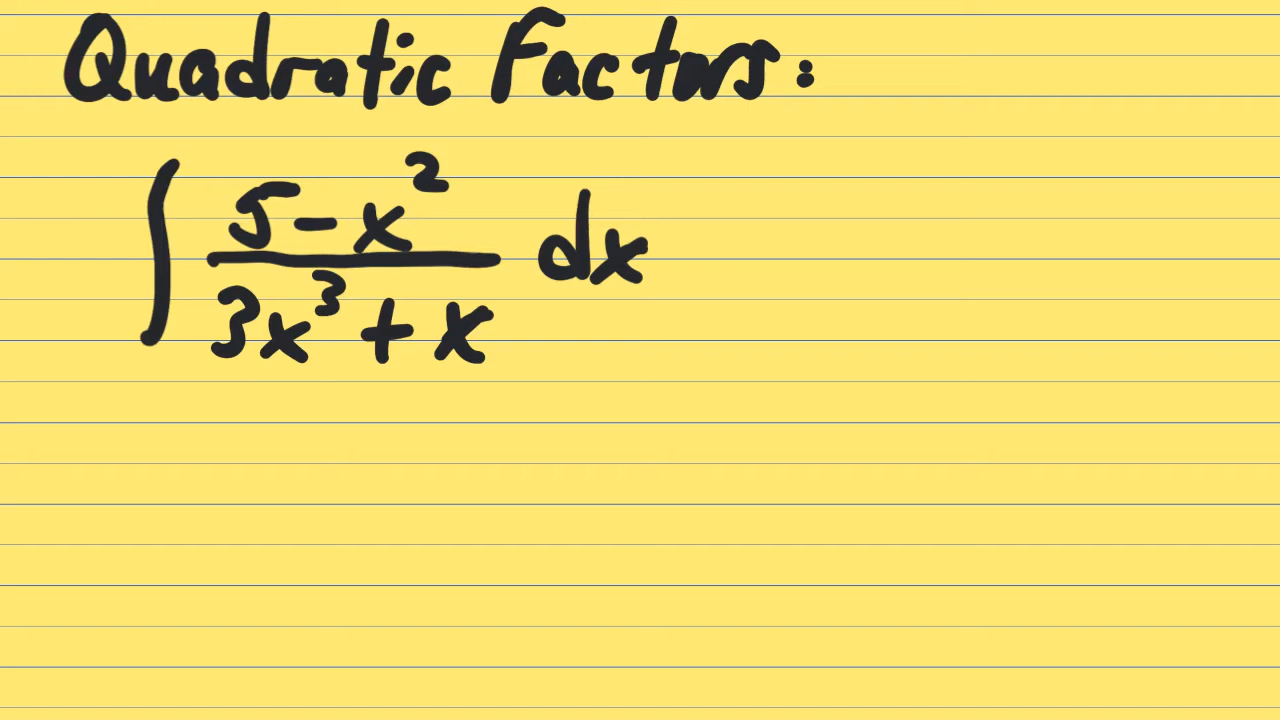 Quadratic Factors:
∫ (5-x²)/(3x³+x) dx